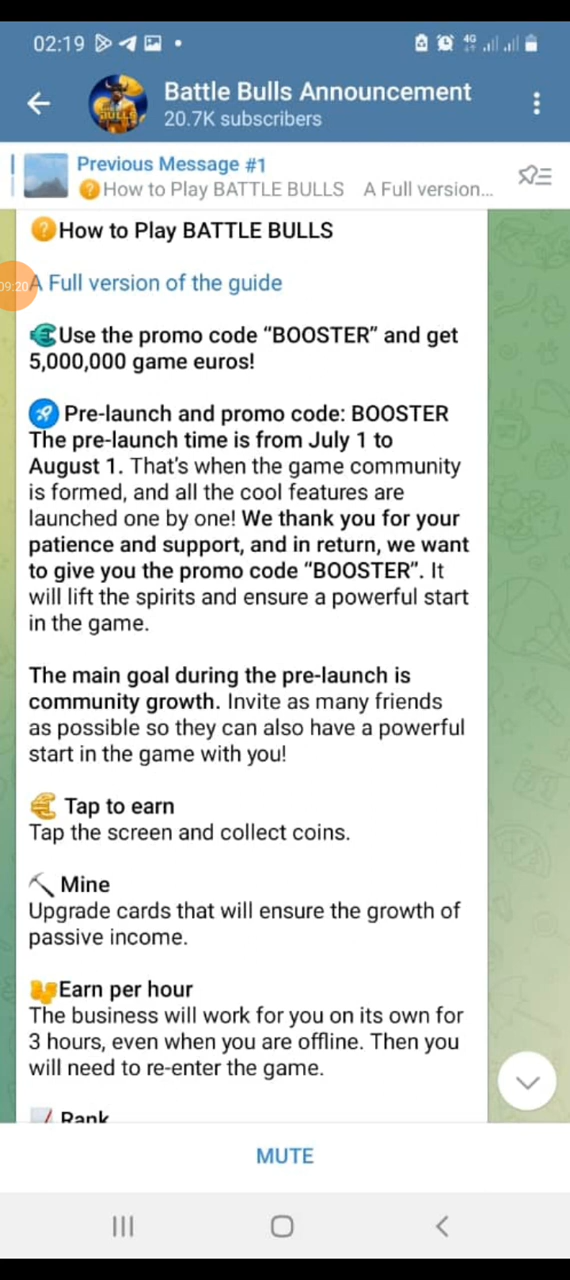 02:19
4G
Battle Bulls Announcement
20.7K subscribers
Previous Message #1
How to Play BATTLE BULLS A Full version...
How to Play BATTLE BULLS
09:20
A Full version of the guide
Use the promo code “BOOSTER” and get
5,000,000 game euros!
Pre-launch and promo code: BOOSTER
The pre-launch time is from July 1 to
August 1. That's when the game community
is formed, and all the cool features are
launched one by one! We thank you for your
patience and support, and in return, we want
to give you the promo code “BOOSTER”. It
will lift the spirits and ensure a powerful start
in the game.
The main goal during the pre-launch is
community growth. Invite as many friends
as possible so they can also have a powerful
start in the game with you!
Tap to earn
Tap the screen and collect coins.
Mine
Upgrade cards that will ensure the growth of
passive income.
Earn per hour
The business will work for you on its own for
3 hours, even when you are offline. Then you
will need to re-enter the game.
Rank
MUTE